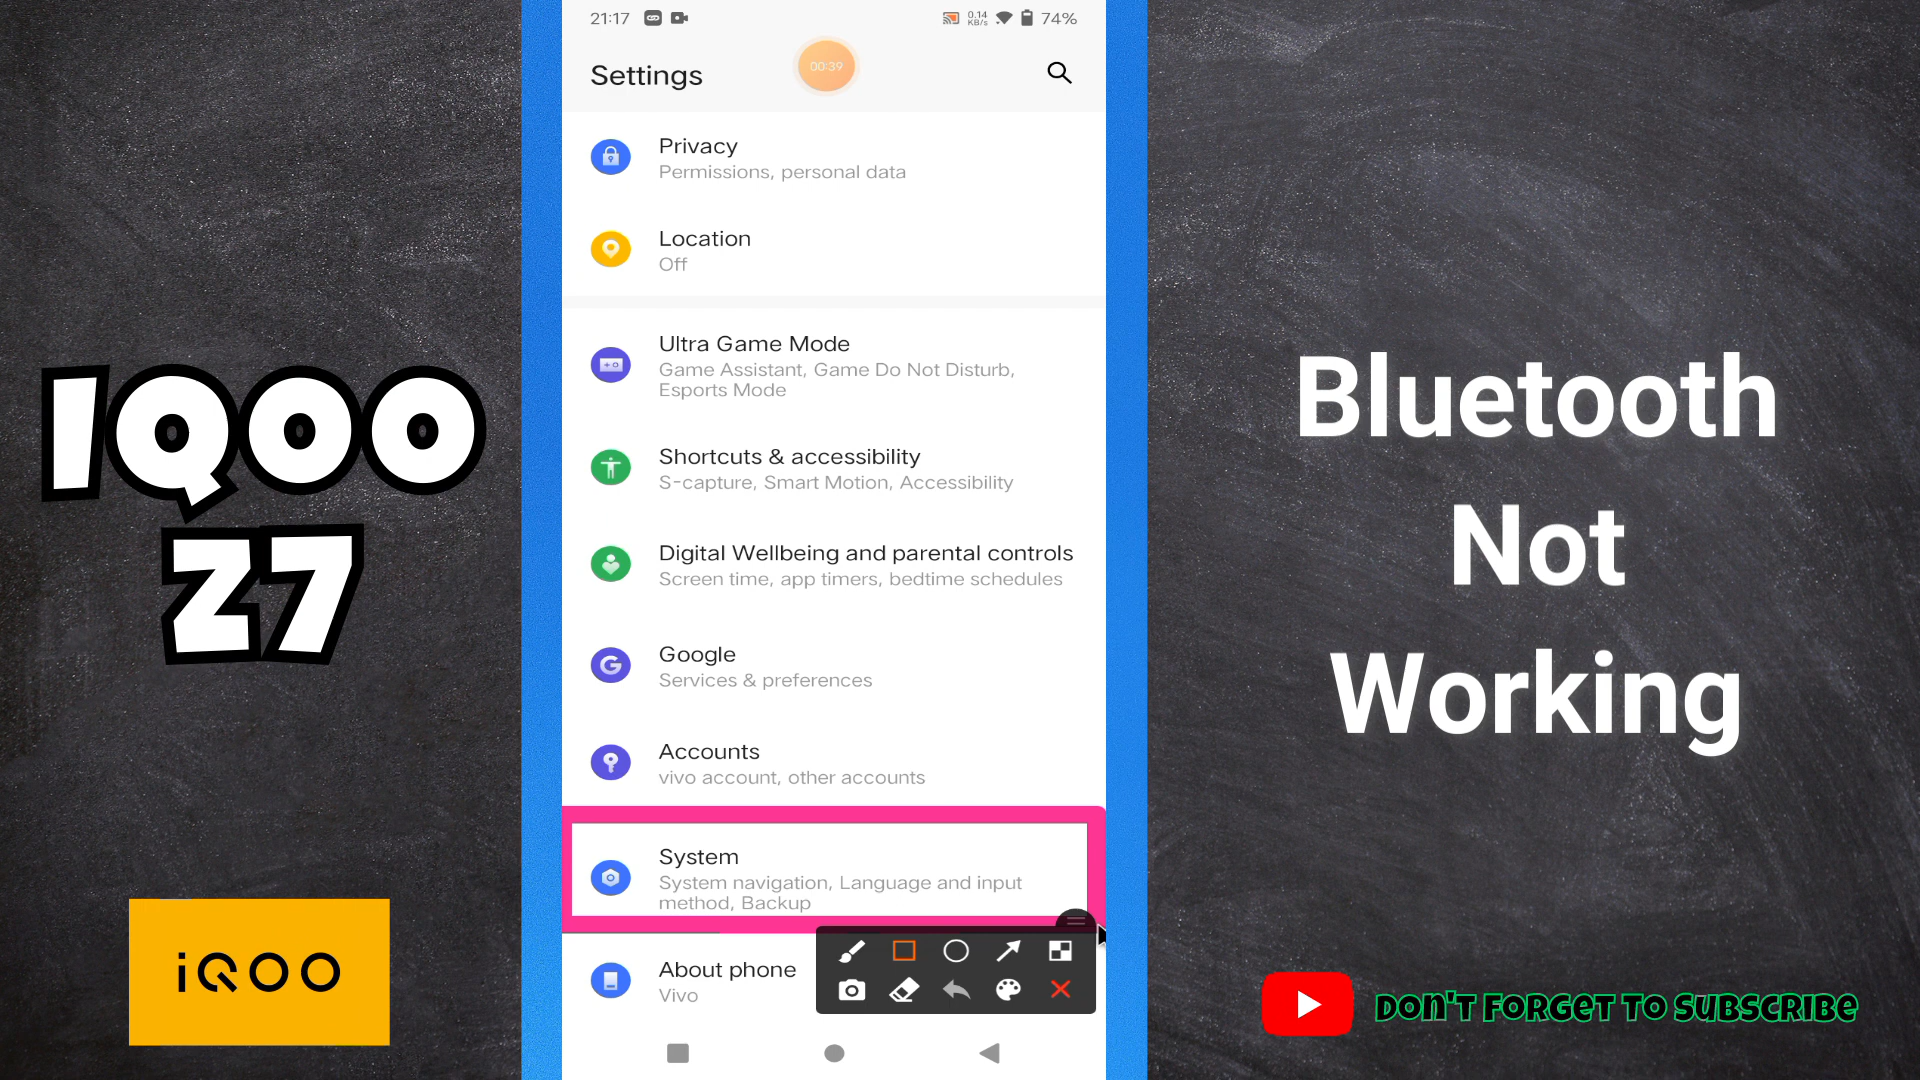 IQOO
Z7
iQOO
21:17
0.14
KB/s
74%
Settings
00:39
Privacy
Permissions, personal data
Location
Off
Ultra Game Mode
Game Assistant, Game Do Not Disturb,
Esports Mode
Shortcuts & accessibility
S-capture, Smart Motion, Accessibility
Digital Wellbeing and parental controls
Screen time, app timers, bedtime schedules
Google
Services & preferences
Accounts
vivo account, other accounts
System
System navigation, Language and input
method, Backup
About phone
Vivo
Bluetooth
Not
Working
DON'T FORGET TO SUBSCRIBE